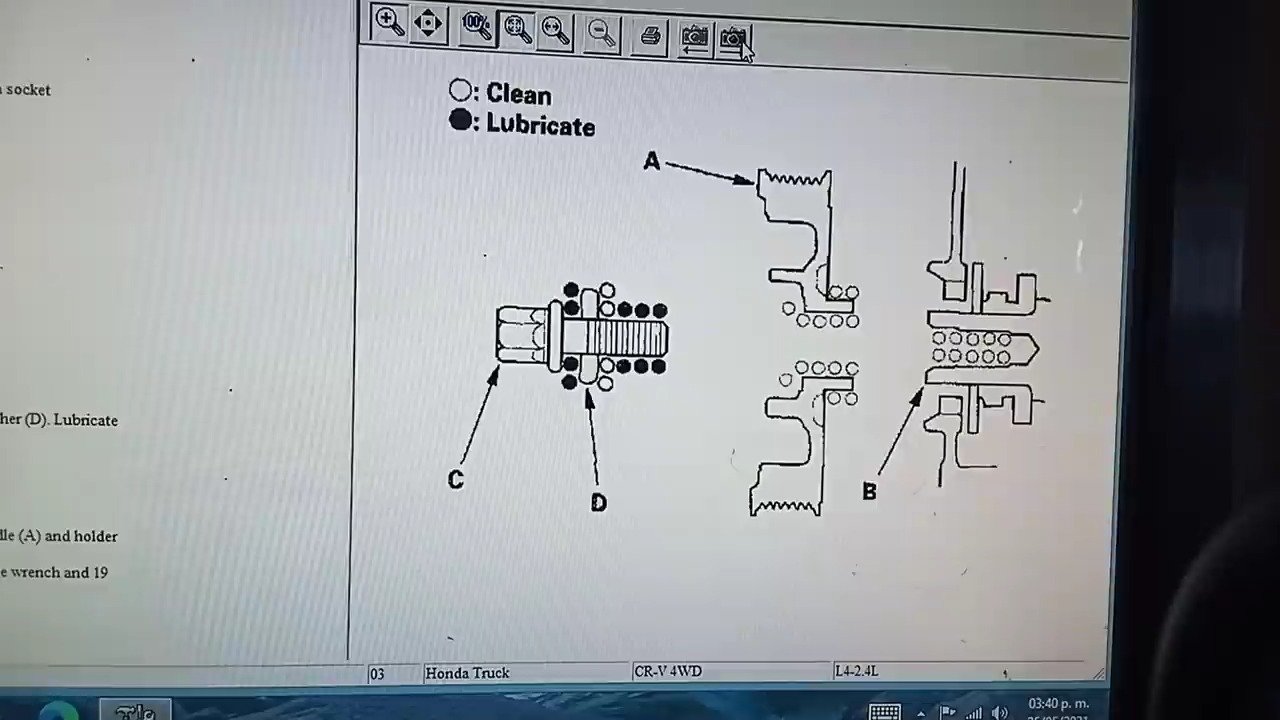 100%
socket
: Clean
: Lubricate
A
her (D). Lubricate
C
D
B
(A) and holder
wrench and 19
03
Honda Truck
CR-V 4WD
L4-2.4L
03:40 p. m.